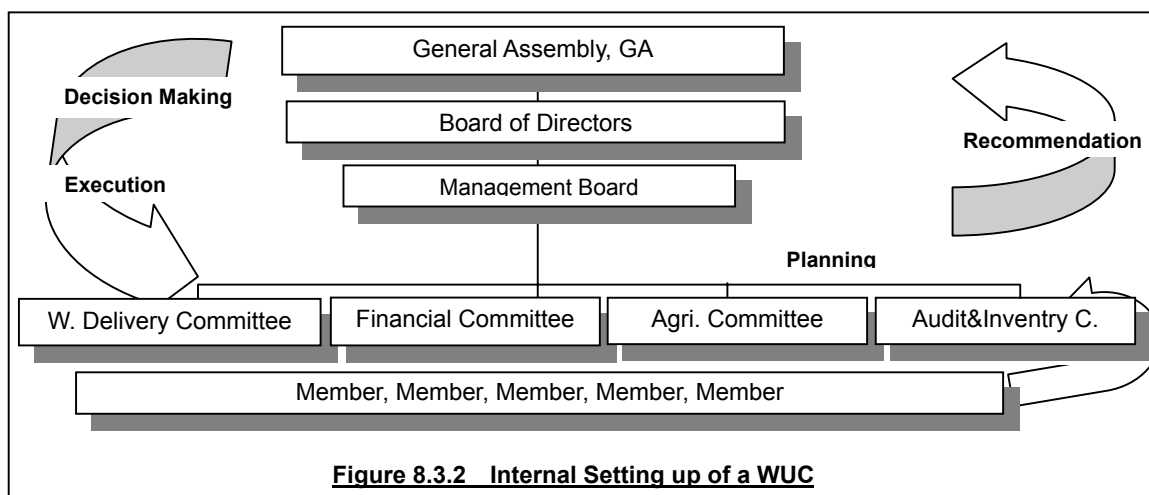 General Assembly, GA
Decision Making
Board of Directors
Recommendation
Execution
Management Board
Planning
W. Delivery Committee
Financial Committee
Agri. Committee
Audit&Inventry C.
Member, Member, Member, Member, Member
Figure 8.3.2 Internal Setting up of a WUC